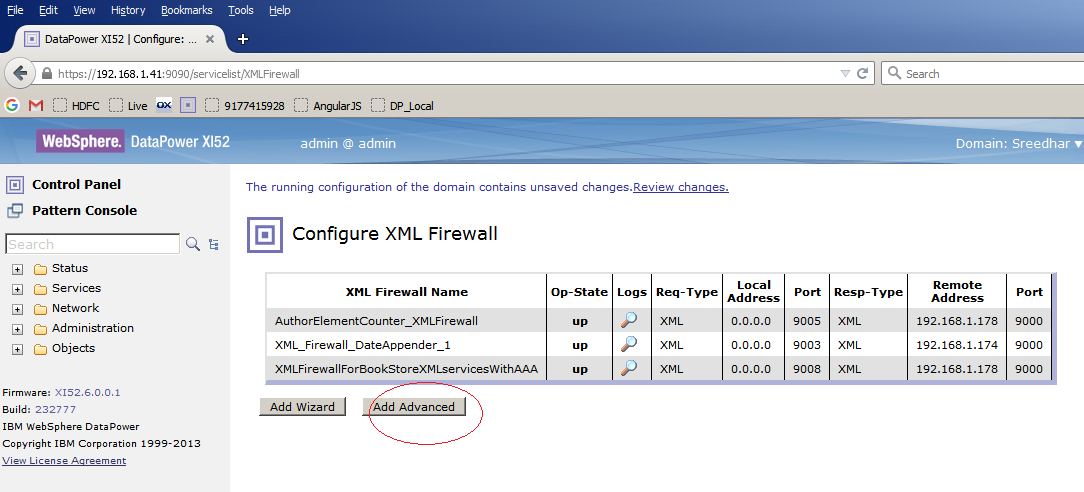 File Edit View History Bookmarks Tools Help
DataPower XI52 | Configure: ... × +
https://192.168.1.41:9090/servicelist/XMLFirewall Search
HDFC Live OX 9177415928 AngularJS DP_Local
WebSphere. DataPower XI52 admin @ admin Domain: Sreedhar
Control Panel
Pattern Console
Search
Status
Services
Network
Administration
Objects
Firmware: XI52.6.0.0.1
Build: 232777
IBM WebSphere DataPower
Copyright IBM Corporation 1999-2013
View License Agreement
The running configuration of the domain contains unsaved changes.Review changes.
Configure XML Firewall
XML Firewall Name Op-State Logs Req-Type Local Address Port Resp-Type Remote Address Port
AuthorElementCounter_XMLFirewall up XML 0.0.0.0 9005 XML 192.168.1.178 9000
XML_Firewall_DateAppender_1 up XML 0.0.0.0 9003 XML 192.168.1.174 9000
XMLFirewallForBookStoreXMLservicesWithAAA up XML 0.0.0.0 9008 XML 192.168.1.178 9000
Add Wizard Add Advanced